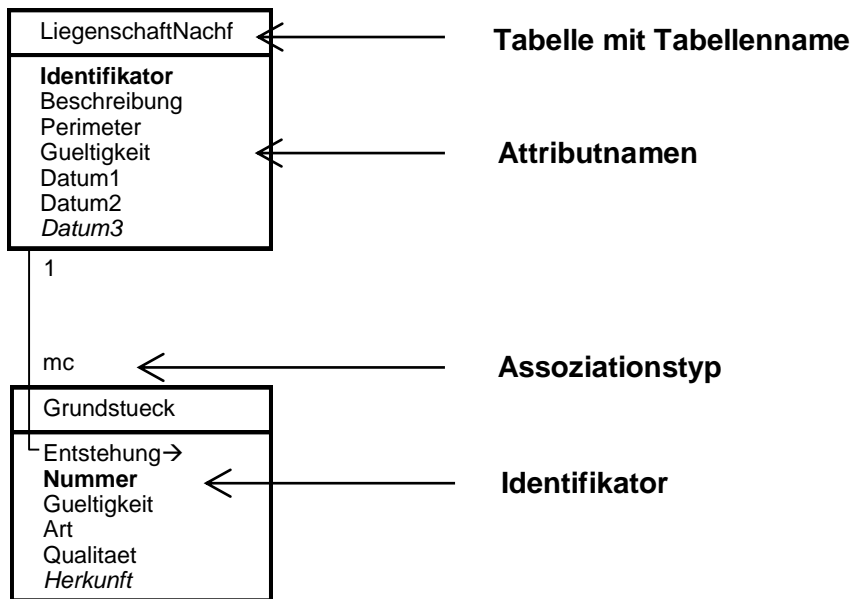 LiegenschaftNachf
Tabelle mit Tabellenname
Identifikator
Beschreibung
Perimeter
Gueltigkeit
Attributnamen
Datum1
Datum2
Datum3
1
mc
Assoziationstyp
Grundstueck
Entstehung→
Nummer
Identifikator
Gueltigkeit
Art
Qualitaet
Herkunft